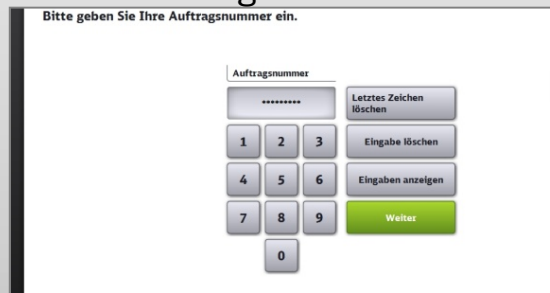 Bitte geben Sie Ihre Auftragsnummer ein.
Auftragsnummer
•••••••••
Letztes Zeichen
löschen
1 2 3
Eingabe löschen
4 5 6
Eingaben anzeigen
7 8 9
Weiter
0